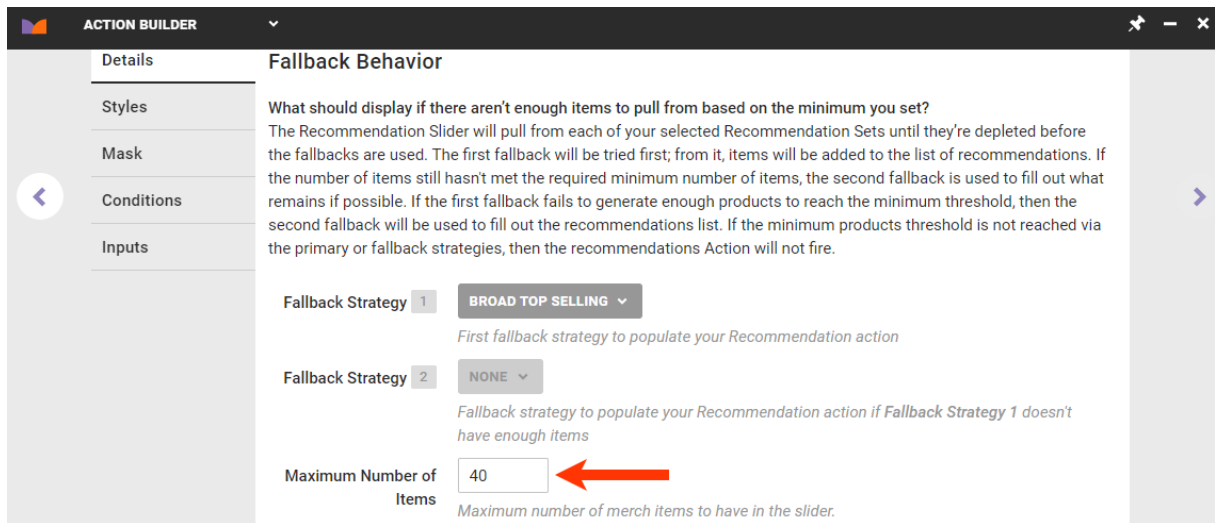 ACTION BUILDER
Details
Styles
Mask
Conditions
Inputs
Fallback Behavior
What should display if there aren't enough items to pull from based on the minimum you set?
The Recommendation Slider will pull from each of your selected Recommendation Sets until they're depleted before
the fallbacks are used. The first fallback will be tried first; from it, items will be added to the list of recommendations. If
the number of items still hasn't met the required minimum number of items, the second fallback is used to fill out what
remains if possible. If the first fallback fails to generate enough products to reach the minimum threshold, then the
second fallback will be used to fill out the recommendations list. If the minimum products threshold is not reached via
the primary or fallback strategies, then the recommendations Action will not fire.
Fallback Strategy 1 BROAD TOP SELLING
First fallback strategy to populate your Recommendation action
Fallback Strategy 2 NONE
Fallback strategy to populate your Recommendation action if Fallback Strategy 1 doesn't
have enough items
Maximum Number of
Items
40
Maximum number of merch items to have in the slider.